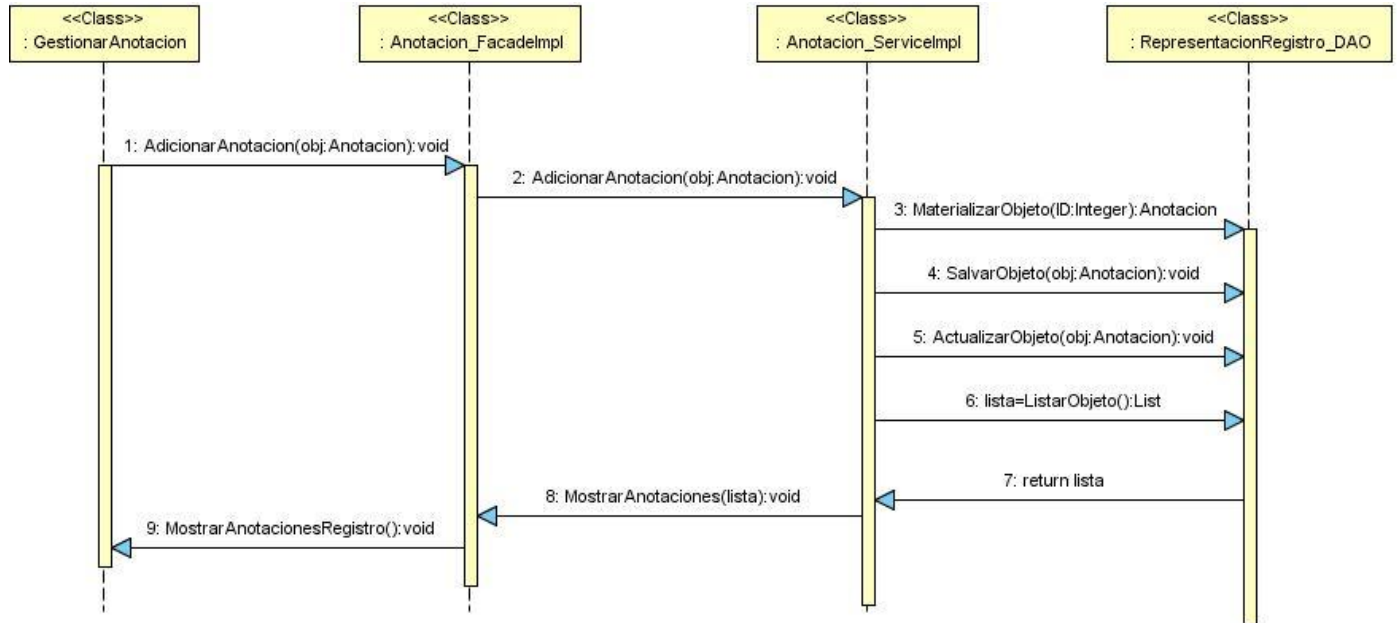 <<Class>>
: GestionarAnotacion
<<Class>>
: Anotacion_FacadeImpl
<<Class>>
: Anotacion_ServiceImpl
<<Class>>
: RepresentacionRegistro_DAO
1: AdicionarAnotacion(obj:Anotacion):void
2: AdicionarAnotacion(obj:Anotacion):void
3: MaterializarObjeto(ID:Integer):Anotacion
4: SalvarObjeto(obj:Anotacion):void
5: ActualizarObjeto(obj:Anotacion):void
6: lista=ListarObjeto():List
7: return lista
8: MostrarAnotaciones(lista):void
9: MostrarAnotacionesRegistro():void